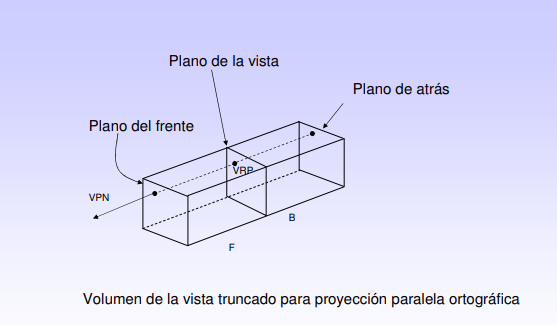 Plano de la vista
Plano de atrás
Plano del frente
VRP
VPN
B
F
Volumen de la vista truncado para proyección paralela ortográfica